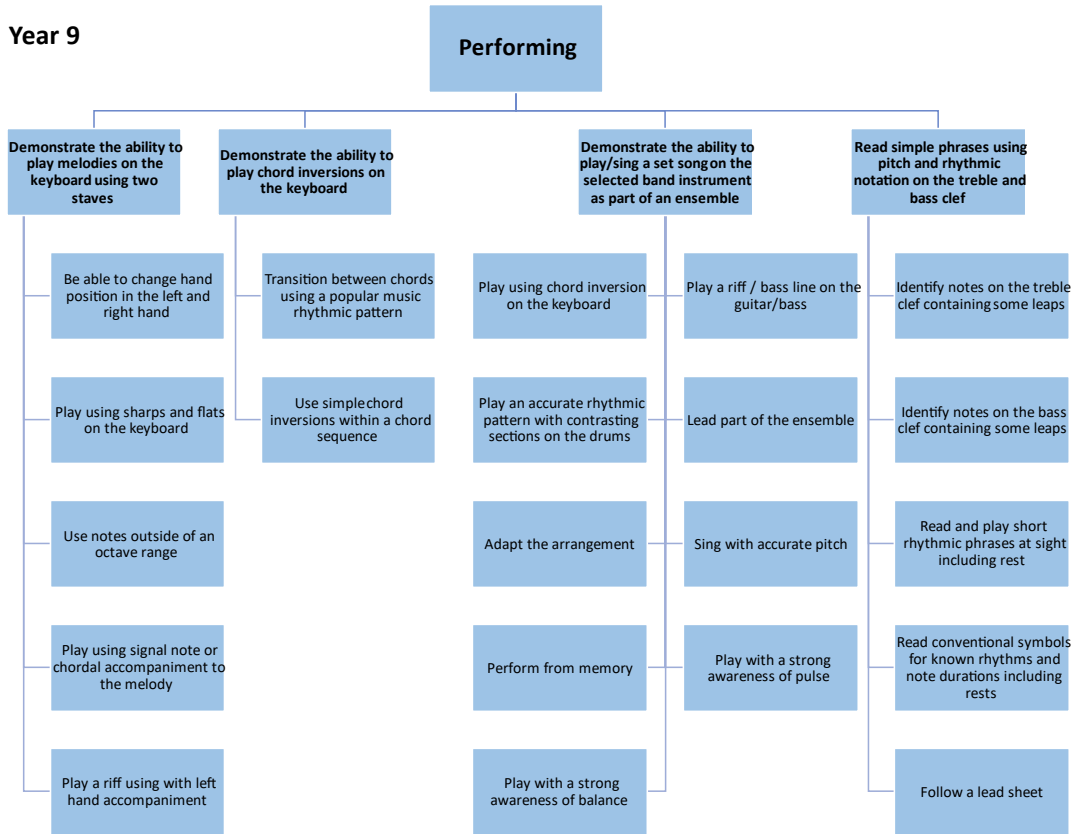 Year 9
Performing
Demonstrate the ability to
play melodies on the
keyboard using two
staves
Be able to change hand
position in the left and
right hand
Play using sharps and flats
on the keyboard
Use notes outside of an
octave range
Play using signal note or
chordal accompaniment to
the melody
Play a riff using with left
hand accompaniment
Demonstrate the ability to
play chord inversions on
the keyboard
Transition between chords
using a popular music
rhythmic pattern
Use simple chord
inversions within a chord
sequence
Demonstrate the ability to
play/sing a set song on the
selected band instrument
as part of an ensemble
Play using chord inversion
on the keyboard
Play a riff / bass line on the
guitar/bass
Play an accurate rhythmic
pattern with contrasting
sections on the drums
Lead part of the ensemble
Adapt the arrangement
Sing with accurate pitch
Perform from memory
Play with a strong
awareness of pulse
Play with a strong
awareness of balance
Read simple phrases using
pitch and rhythmic
notation on the treble and
bass clef
Identify notes on the treble
clef containing some leaps
Identify notes on the bass
clef containing some leaps
Read and play short
rhythmic phrases at sight
including rest
Read conventional symbols
for known rhythms and
note durations including
rests
Follow a lead sheet